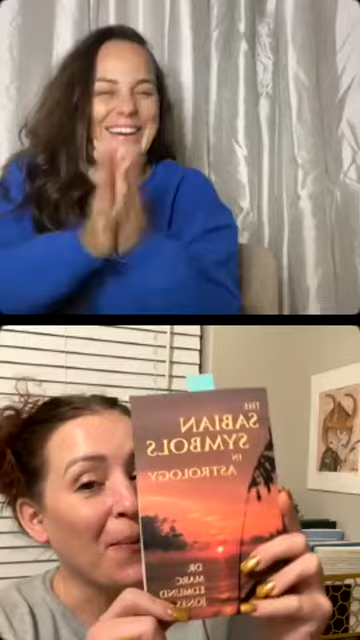 THE
SABIAN
SYMBOLS
IN
ASTROLOGY
DR.
MARC
EDMUND
JONES